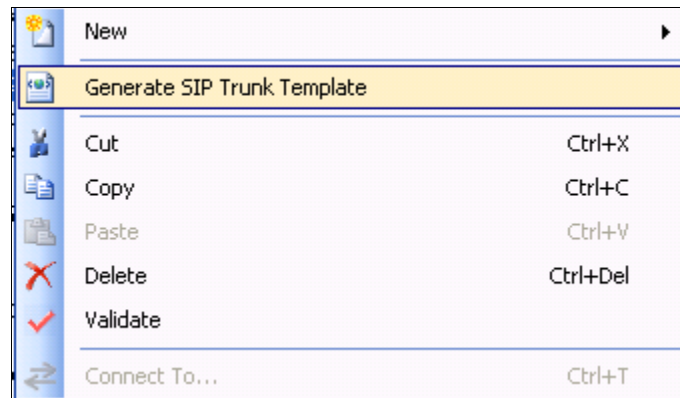 New
Generate SIP Trunk Template
Cut Ctrl+X
Copy Ctrl+C
Paste Ctrl+V
Delete Ctrl+Del
Validate
Connect To... Ctrl+T